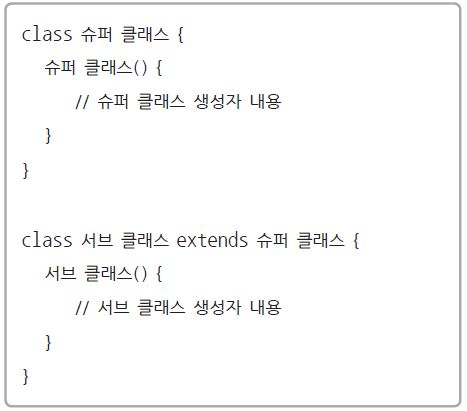 class 슈퍼 클래스 {
슈퍼 클래스() {
// 슈퍼 클래스 생성자 내용
}
}
class 서브 클래스 extends 슈퍼 클래스 {
서브 클래스() {
// 서브 클래스 생성자 내용
}
}